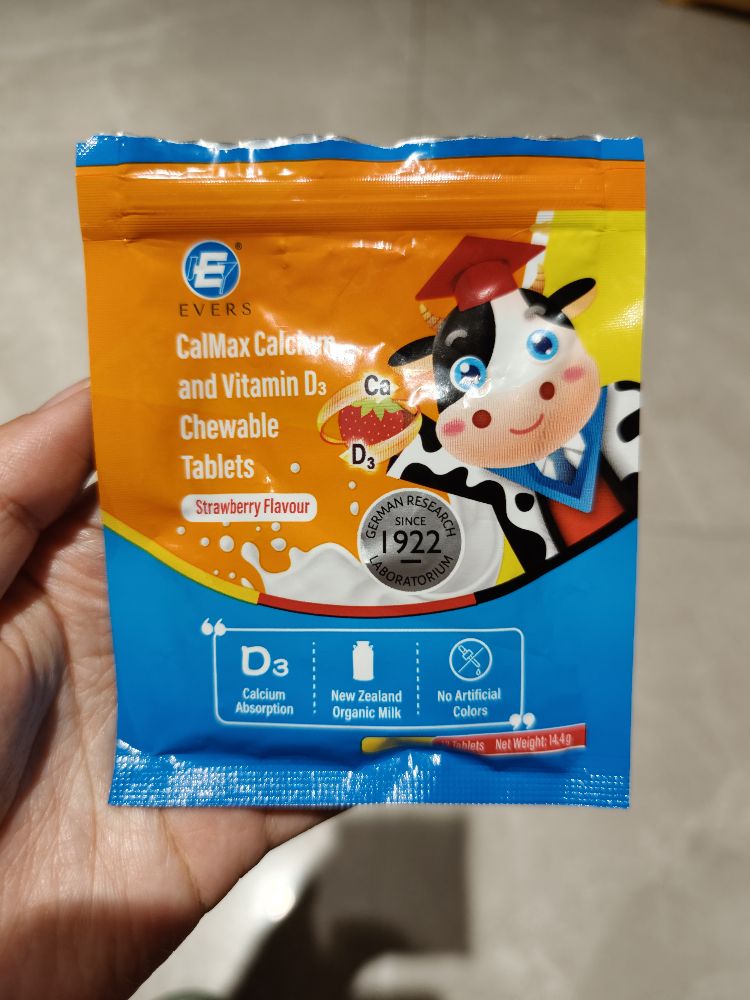 E
®
EVERS
CalMax Calcium
and Vitamin D₃
Chewable
Tablets
Strawberry Flavour
Ca
D₃
GERMAN RESEARCH
SINCE
1922
LABORATORIUM
D₃
Calcium
Absorption
New Zealand
Organic Milk
No Artificial
Colors
Tablets Net Weight: 14.4g